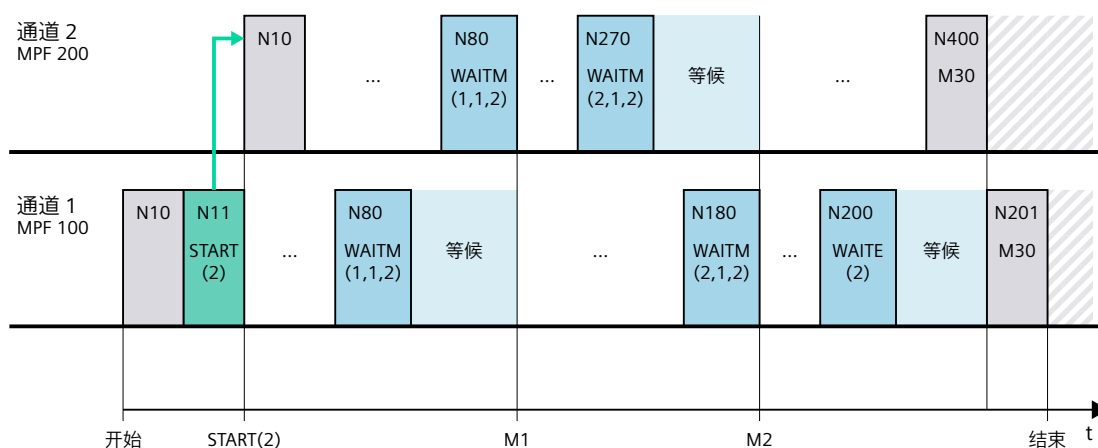 通道 2
MPF 200
N10
...
N80
WAITM
(1,1,2)
...
N270
WAITM
(2,1,2)
等候
...
N400
M30
通道 1
MPF 100
N10
N11
START
(2)
...
N80
WAITM
(1,1,2)
等候
...
N180
WAITM
(2,1,2)
...
N200
WAITE
(2)
等候
N201
M30
开始
START(2)
M1
M2
结束
t